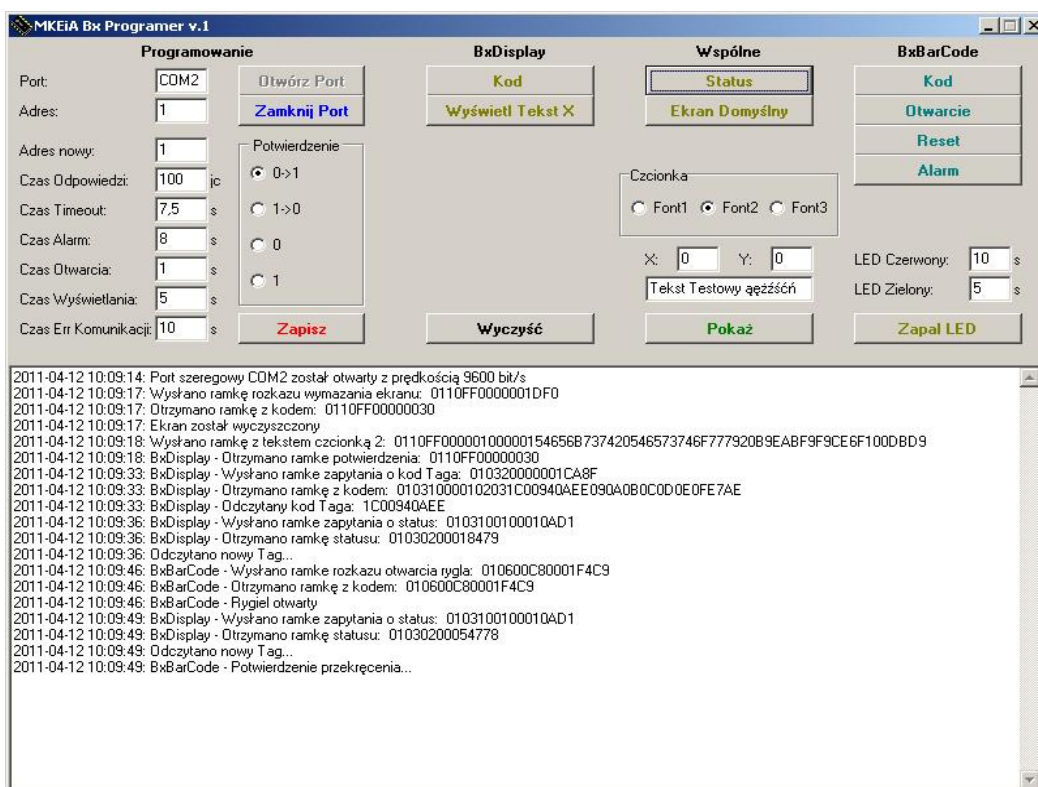 MKEiA Bx Programer v.1
Programowanie BxDisplay Wspólne BxBarCode
Port: COM2 Otwórz Port Kod Status Kod
Adres: 1 Zamknij Port Wyświetl Tekst X Ekran Domyślny Otwarcie
Reset
Adres nowy: 1 Potwierdzenie
Alarm
Czas Odpowiedzi: 100 jc 0->1 Czcionka
Czas Timeout: 7,5 s 1->0 Font1 Font2 Font3
Czas Alarm: 8 s 0
X: 0 Y: 0 LED Czerwony: 10 s
Czas Otwarcia: 1 s 1
Czas Wyświetlania: 5 s Tekst Testowy ąęźżśćń LED Zielony: 5 s
Czas Err Komunikacji: 10 s Zapisz Wyczyść Pokaż Zapal LED
2011-04-12 10:09:14: Port szeregowy COM2 został otwarty z prędkością 9600 bit/s
2011-04-12 10:09:17: Wysłano ramkę rozkazu wymazania ekranu: 0110FF0000001DF0
2011-04-12 10:09:17: Otrzymano ramkę z kodem: 0110FF00000030
2011-04-12 10:09:17: Ekran został wyczyszczony
2011-04-12 10:09:18: Wysłano ramkę z tekstem czcionką 2: 0110FF00000100000154656B737420546573746F777920B9EABF9F9CE6F100DBD9
2011-04-12 10:09:18: BxDisplay - Otrzymano ramke potwierdzenia: 0110FF00000030
2011-04-12 10:09:33: BxDisplay - Wysłano ramke zapytania o kod Taga: 010320000001CA8F
2011-04-12 10:09:33: BxDisplay - Otrzymano ramkę z kodem: 010310000102031C00940AEE090A0B0C0D0E0FE7AE
2011-04-12 10:09:33: BxDisplay - Odczytany kod Taga: 1C00940AEE
2011-04-12 10:09:36: BxDisplay - Wysłano ramke zapytania o status: 0103100100010AD1
2011-04-12 10:09:36: BxDisplay - Otrzymano ramkę statusu: 01030200018479
2011-04-12 10:09:36: Odczytano nowy Tag...
2011-04-12 10:09:46: BxBarCode - Wysłano ramke rozkazu otwarcia rygla: 010600C80001F4C9
2011-04-12 10:09:46: BxBarCode - Otrzymano ramkę z kodem: 010600C80001F4C9
2011-04-12 10:09:46: BxBarCode - Rygiel otwarty
2011-04-12 10:09:49: BxDisplay - Wysłano ramke zapytania o status: 0103100100010AD1
2011-04-12 10:09:49: BxDisplay - Otrzymano ramkę statusu: 01030200054778
2011-04-12 10:09:49: Odczytano nowy Tag...
2011-04-12 10:09:49: BxBarCode - Potwierdzenie przekręcenia...